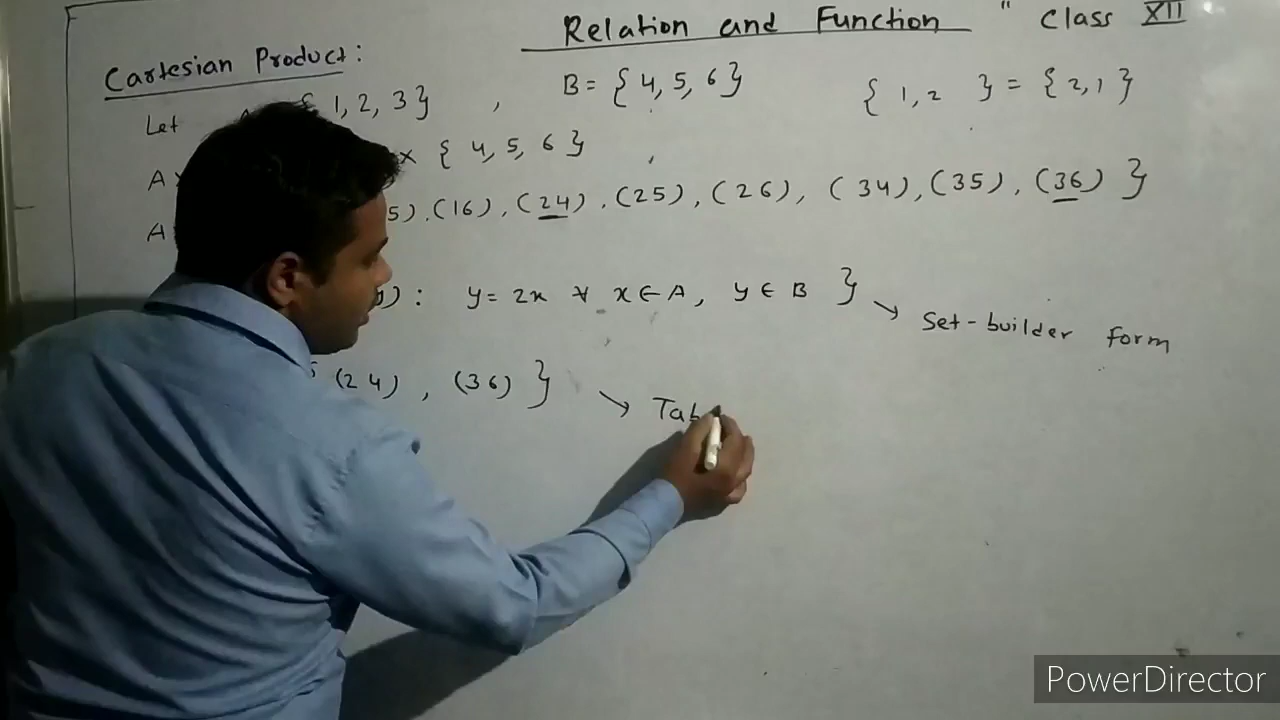 Relation and Function " Class XII
Cartesian Product:
Let { 1, 2, 3 } , B = { 4, 5, 6 } { 1, 2 } = { 2, 1 }
A × { 4, 5, 6 } ,
A 5), (16), (24), (25), (26), (34), (35), (36) }
): y = 2x ∀ x ∈ A, y ∈ B } → Set-builder form
(24) , (36) } → Tab
PowerDirector